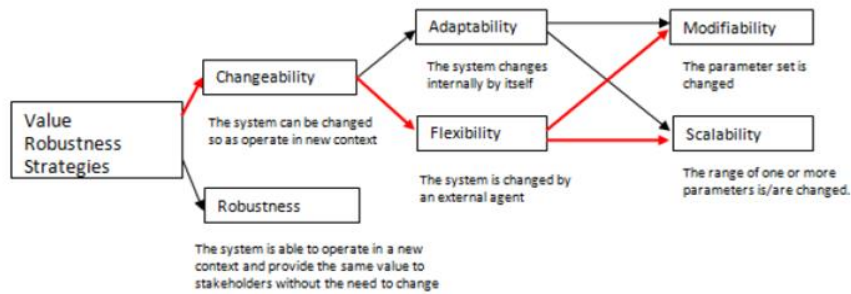 Value
Robustness
Strategies
Changeability
The system can be changed
so as operate in new context
Robustness
The system is able to operate in a new
context and provide the same value to
stakeholders without the need to change
Adaptability
The system changes
internally by itself
Flexibility
The system is changed by
an external agent
Modifiability
The parameter set is
changed
Scalability
The range of one or more
parameters is/are changed.